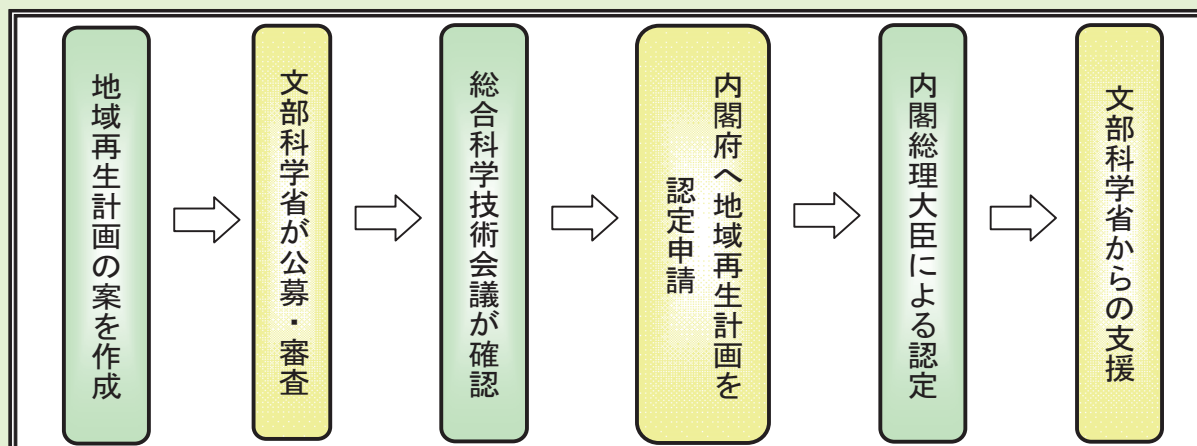 地域再生計画の案を作成
文部科学省が公募・審査
総合科学技術会議が確認
内閣府へ地域再生計画を
認定申請
内閣総理大臣による認定
文部科学省からの支援